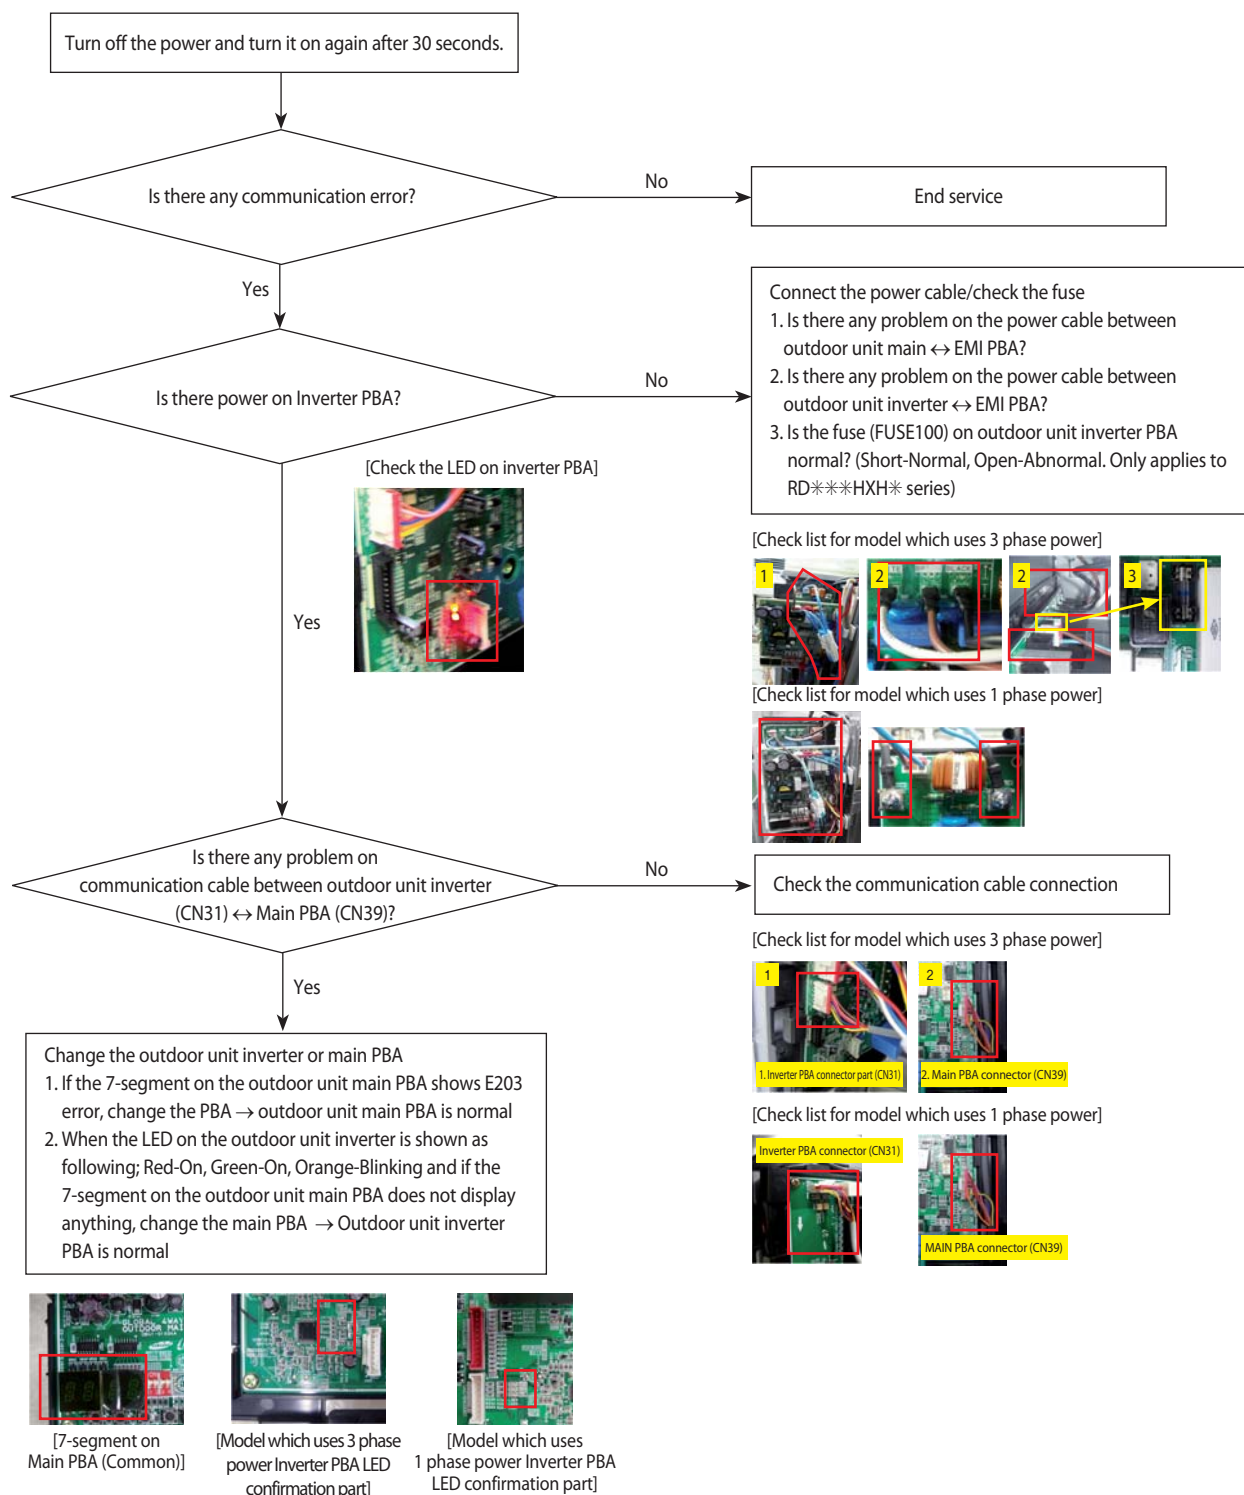 Turn off the power and turn it on again after 30 seconds.
Is there any communication error?
No
End service
Yes
Is there power on Inverter PBA?
No
Connect the power cable/check the fuse
1. Is there any problem on the power cable between
outdoor unit main ↔ EMI PBA?
2. Is there any problem on the power cable between
outdoor unit inverter ↔ EMI PBA?
3. Is the fuse (FUSE100) on outdoor unit inverter PBA
normal? (Short-Normal, Open-Abnormal. Only applies to
RD✳✳✳HXH✳ series)
[Check the LED on inverter PBA]
[Check list for model which uses 3 phase power]
1
2
2
3
Yes
[Check list for model which uses 1 phase power]
Is there any problem on
communication cable between outdoor unit inverter
(CN31) ↔ Main PBA (CN39)?
No
Check the communication cable connection
[Check list for model which uses 3 phase power]
1
2
1. Inverter PBA connector part (CN31)
2. Main PBA connector (CN39)
[Check list for model which uses 1 phase power]
Inverter PBA connector (CN31)
MAIN PBA connector (CN39)
Yes
Change the outdoor unit inverter or main PBA
1. If the 7-segment on the outdoor unit main PBA shows E203
error, change the PBA → outdoor unit main PBA is normal
2. When the LED on the outdoor unit inverter is shown as
following; Red-On, Green-On, Orange-Blinking and if the
7-segment on the outdoor unit main PBA does not display
anything, change the main PBA → Outdoor unit inverter
PBA is normal
GLOBAL 4WAY
OUTDOOR MAI
[7-segment on
Main PBA (Common)]
[Model which uses 3 phase
power Inverter PBA LED
confirmation part]
[Model which uses
1 phase power Inverter PBA
LED confirmation part]